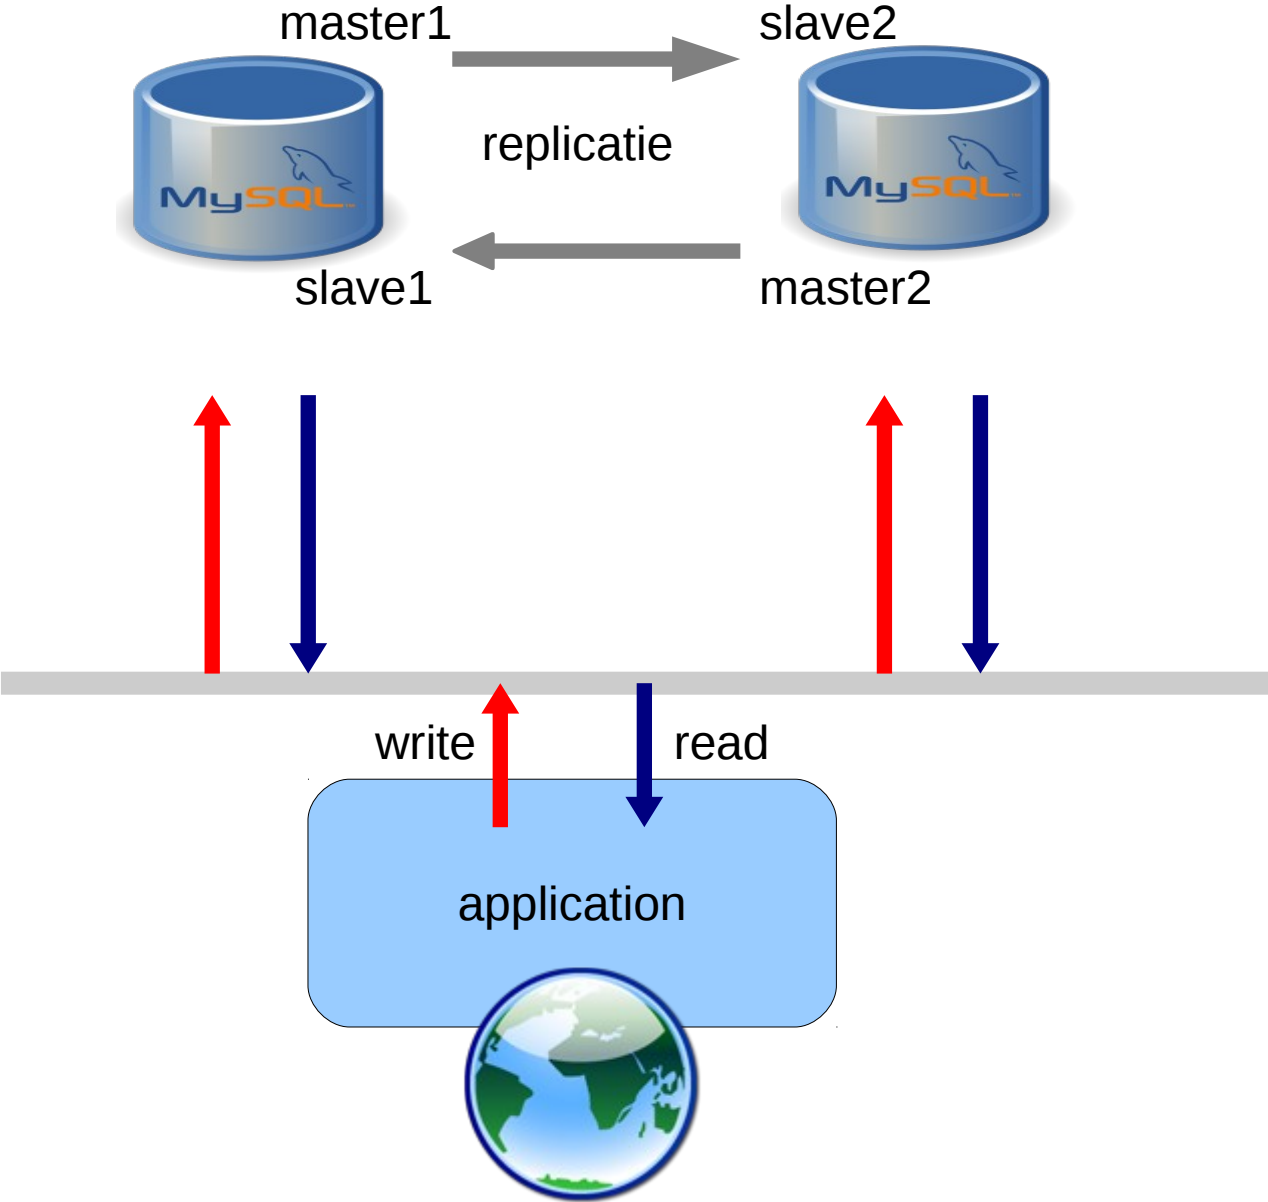 master1
slave2
replicatie
MySQL
MySQL
slave1
master2
write
read
application